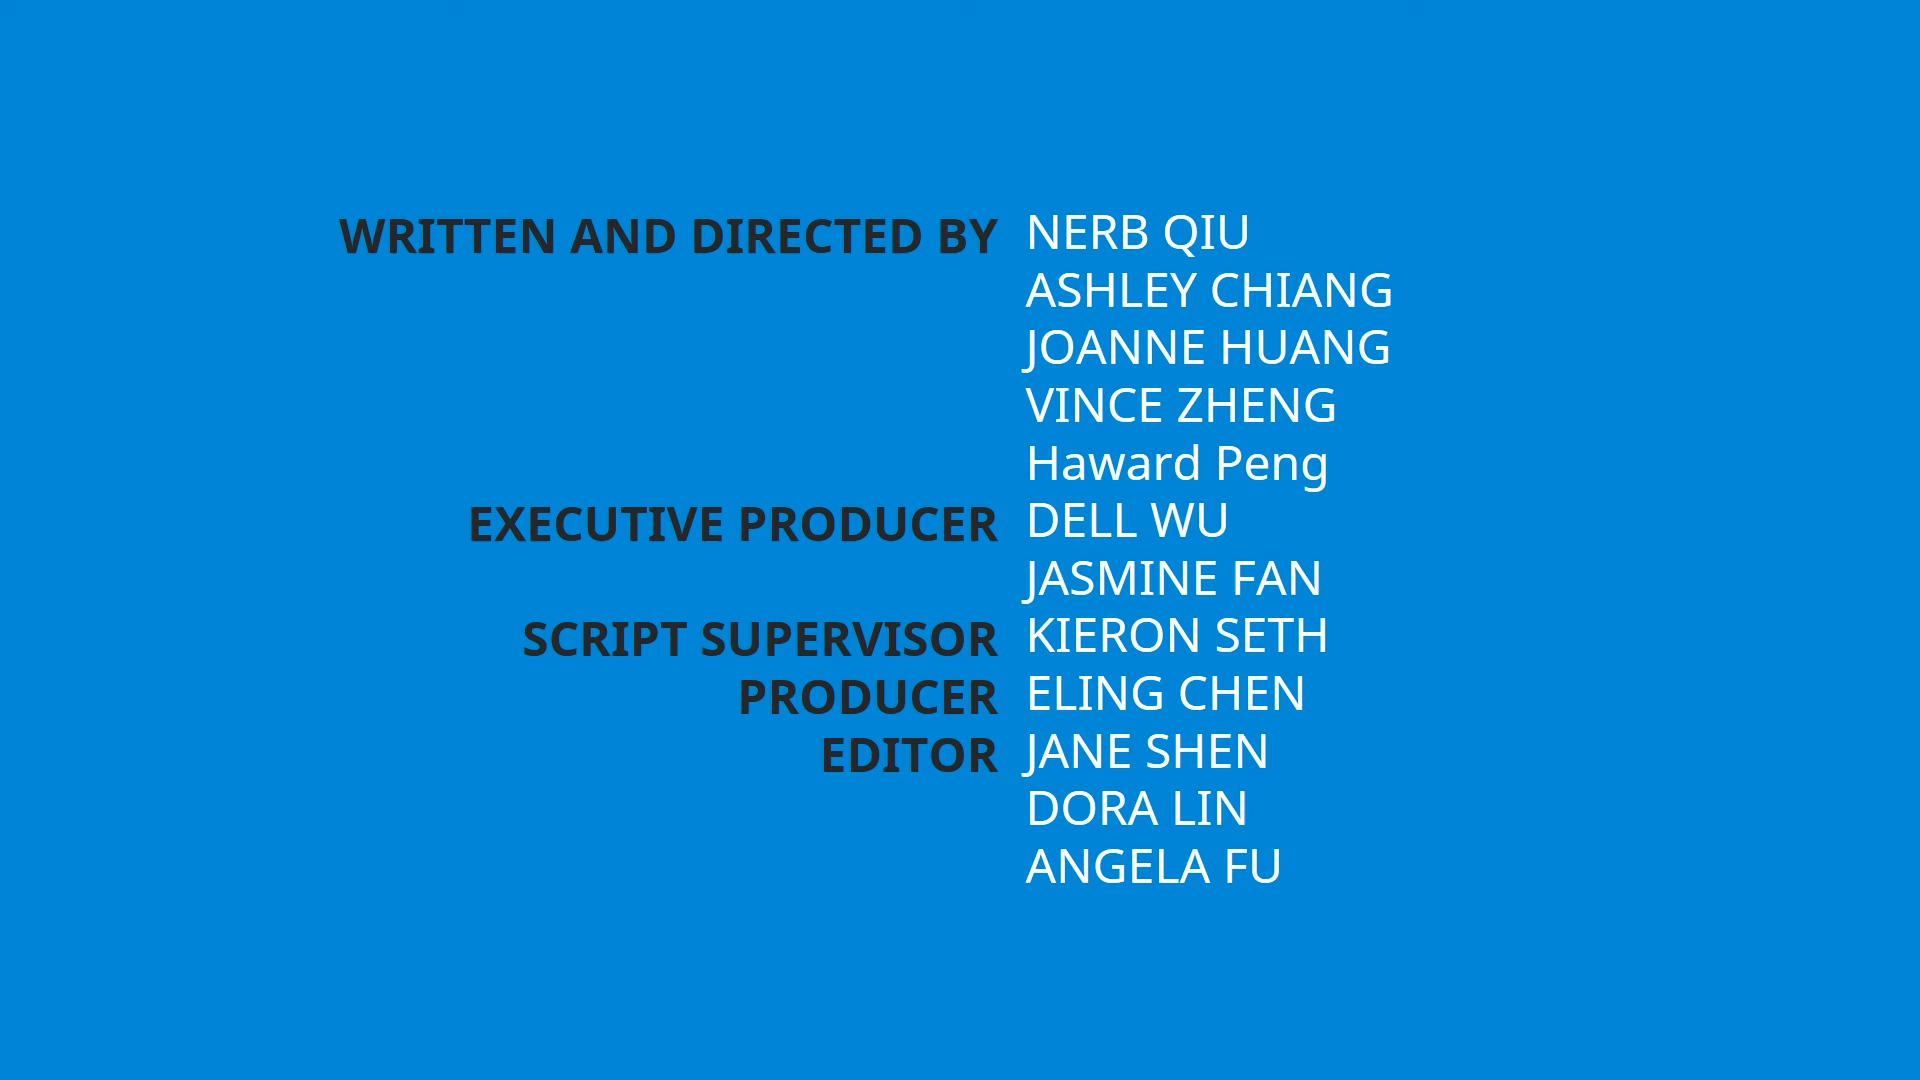 WRITTEN AND DIRECTED BY NERB QIU
ASHLEY CHIANG
JOANNE HUANG
VINCE ZHENG
Haward Peng
EXECUTIVE PRODUCER DELL WU
JASMINE FAN
SCRIPT SUPERVISOR KIERON SETH
PRODUCER ELING CHEN
EDITOR JANE SHEN
DORA LIN
ANGELA FU